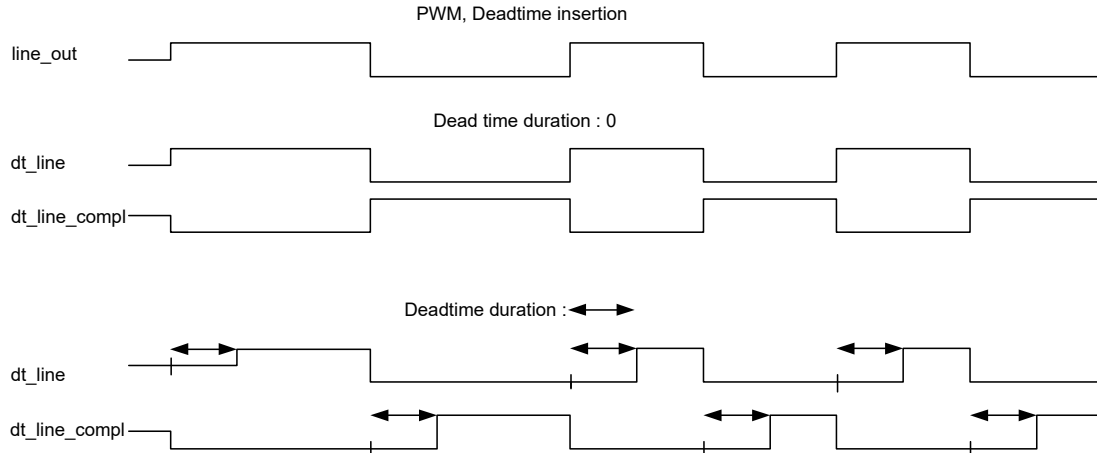 PWM, Deadtime insertion
line_out
Dead time duration : 0
dt_line
dt_line_compl
Deadtime duration :
dt_line
dt_line_compl